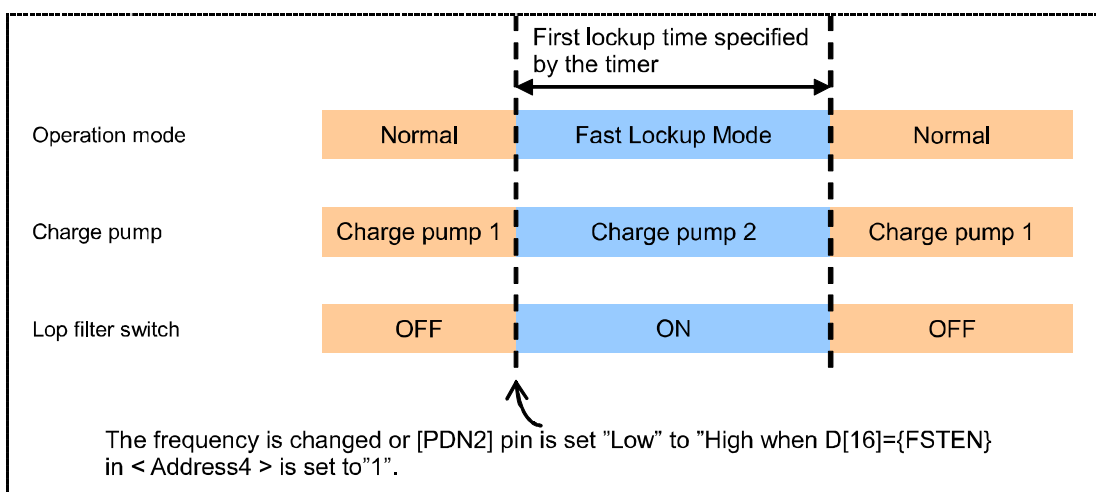 First lockup time specified
by the timer
Operation mode
Normal
Fast Lockup Mode
Normal
Charge pump
Charge pump 1
Charge pump 2
Charge pump 1
Lop filter switch
OFF
ON
OFF
The frequency is changed or [PDN2] pin is set ”Low” to ”High when D[16]={FSTEN}
in < Address4 > is set to”1”.